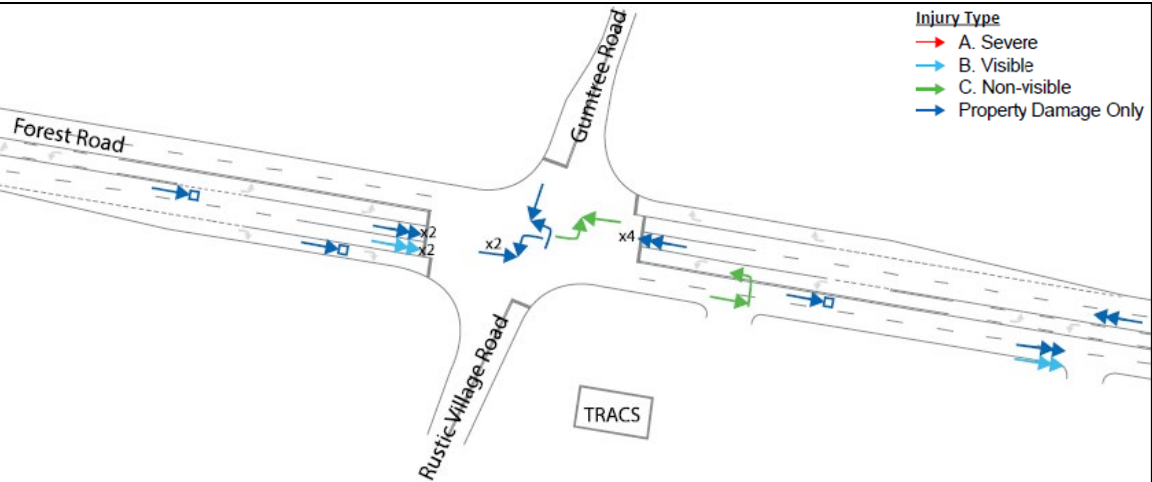 Injury Type
A. Severe
B. Visible
C. Non-visible
Property Damage Only
Gumtree Road
Forest Road
x2
x2
x2
x4
Rustic Village Road
TRACS